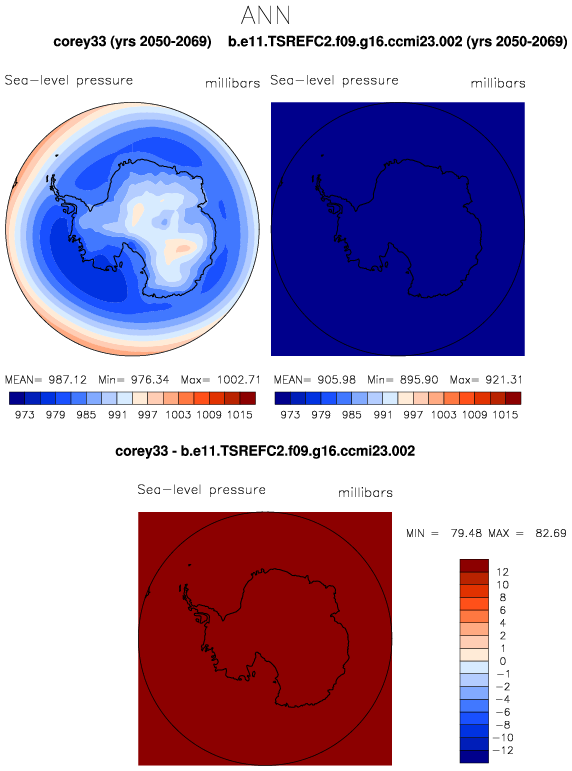 ANN
corey33 (yrs 2050-2069) b.e11.TSREFC2.f09.g16.ccmi23.002 (yrs 2050-2069)
Sea-level pressure millibars
Sea-level pressure millibars
MEAN= 987.12 Min= 976.34 Max= 1002.71
973 979 985 991 997 1003 1009 1015
MEAN= 905.98 Min= 895.90 Max= 921.31
973 979 985 991 997 1003 1009 1015
corey33 - b.e11.TSREFC2.f09.g16.ccmi23.002
Sea-level pressure millibars
MIN = 79.48 MAX = 82.69
12
10
8
6
4
2
1
0
-1
-2
-4
-6
-8
-10
-12